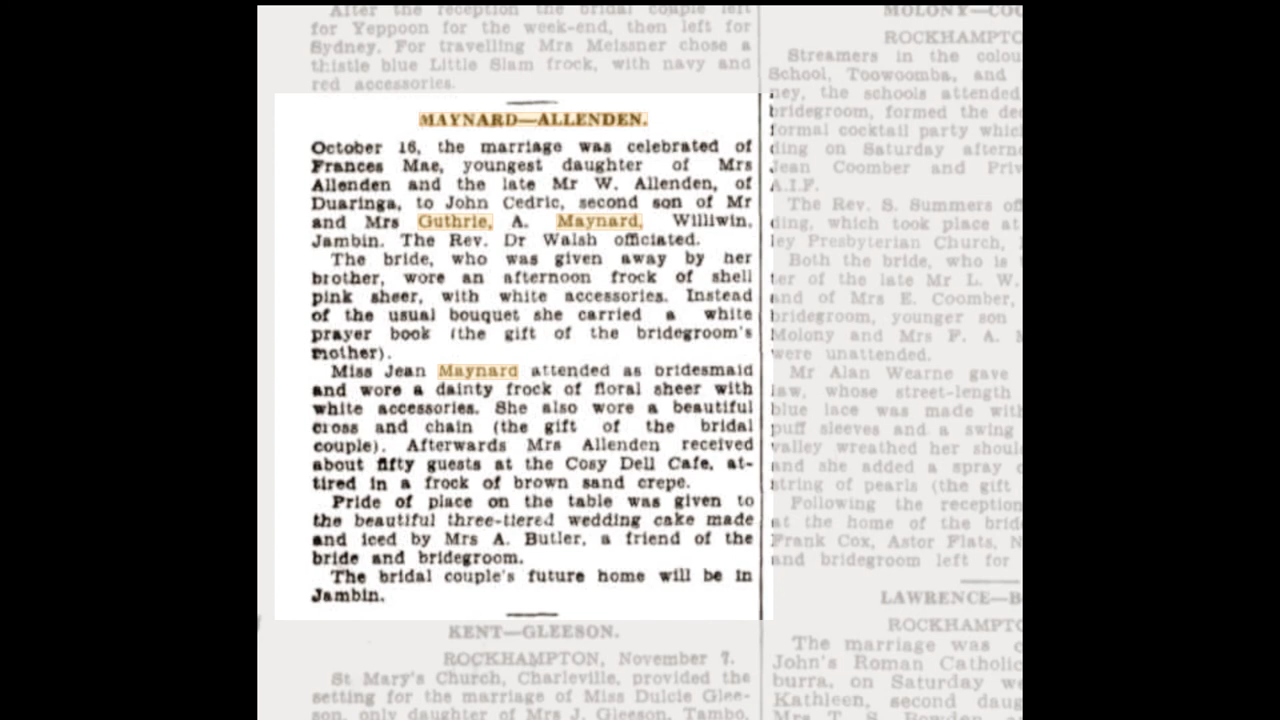 After the reception the bridal couple left
for Yeppoon for the week-end, then left for
Sydney. For travelling Mrs Meissner chose a
thistle blue Little Slam frock, with navy and
red accessories.
MAYNARD—ALLENDEN.
October 16, the marriage was celebrated of
Frances Mae, youngest daughter of Mrs
Allenden and the late Mr W. Allenden, of
Duaringa, to John Cedric, second son of Mr
and Mrs Guthrie, A. Maynard, Williwin,
Jambin. The Rev. Dr Walsh officiated.
The bride, who was given away by her
brother, wore an afternoon frock of shell
pink sheer, with white accessories. Instead
of the usual bouquet she carried a white
prayer book (the gift of the bridegroom's
mother).
Miss Jean Maynard attended as bridesmaid
and wore a dainty frock of floral sheer with
white accessories. She also wore a beautiful
cross and chain (the gift of the bridal
couple). Afterwards Mrs Allenden received
about fifty guests at the Cosy Dell Cafe, at-
tired in a frock of brown sand crepe.
Pride of place on the table was given to
the beautiful three-tiered wedding cake made
and iced by Mrs A. Butler, a friend of the
bride and bridegroom.
The bridal couple's future home will be in
Jambin.
KENT—GLEESON.
ROCKHAMPTON, November 7.
St Mary's Church, Charleville, provided the
setting for the marriage of Miss Dulcie Glee-
son, only daughter of Mrs J. Gleeson, Tambo,
MOLONY—COO
ROCKHAMPTO
Streamers in the colou
School, Toowoomba, and
ney, the schools attended
bridegroom, formed the dec
formal cocktail party which
ding on Saturday afterno
Jean Coomber and Priv
A.I.F.
The Rev. S. Summers off
ding, which took place at
ley Presbyterian Church,
Both the bride, who is
ter of the late Mr L. W.
and of Mrs E. Coomber,
bridegroom, younger son
Molony and Mrs F. A.
were unattended.
Mr Alan Wearne gave
law, whose street-length
blue lace was made with
puff sleeves and a swing
valley wreathed her should
and she added a spray o
string of pearls (the gift
Following the reception
at the home of the bride
Frank Cox, Astor Flats, N
and bridegroom left for
LAWRENCE—B
ROCKHAMPTO
The marriage was c
John's Roman Catholic
burra, on Saturday we
Kathleen, second daug
Mrs T. S. Bowden